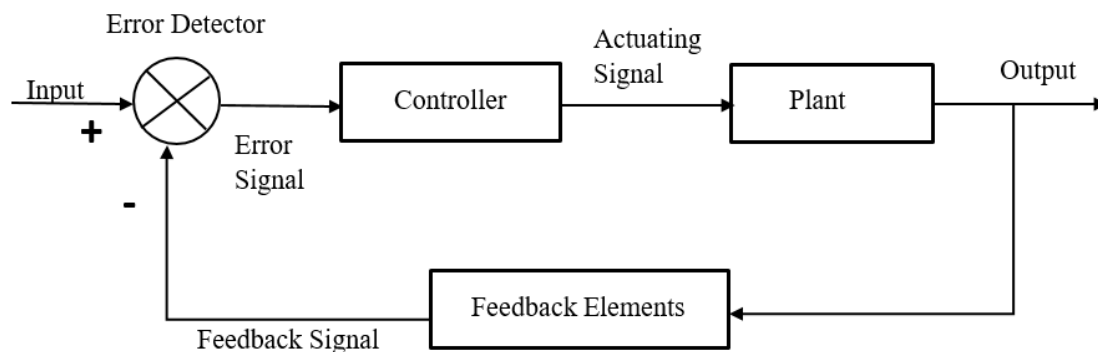 Error Detector
Input
+
-
Error
Signal
Controller
Actuating
Signal
Plant
Output
Feedback Elements
Feedback Signal